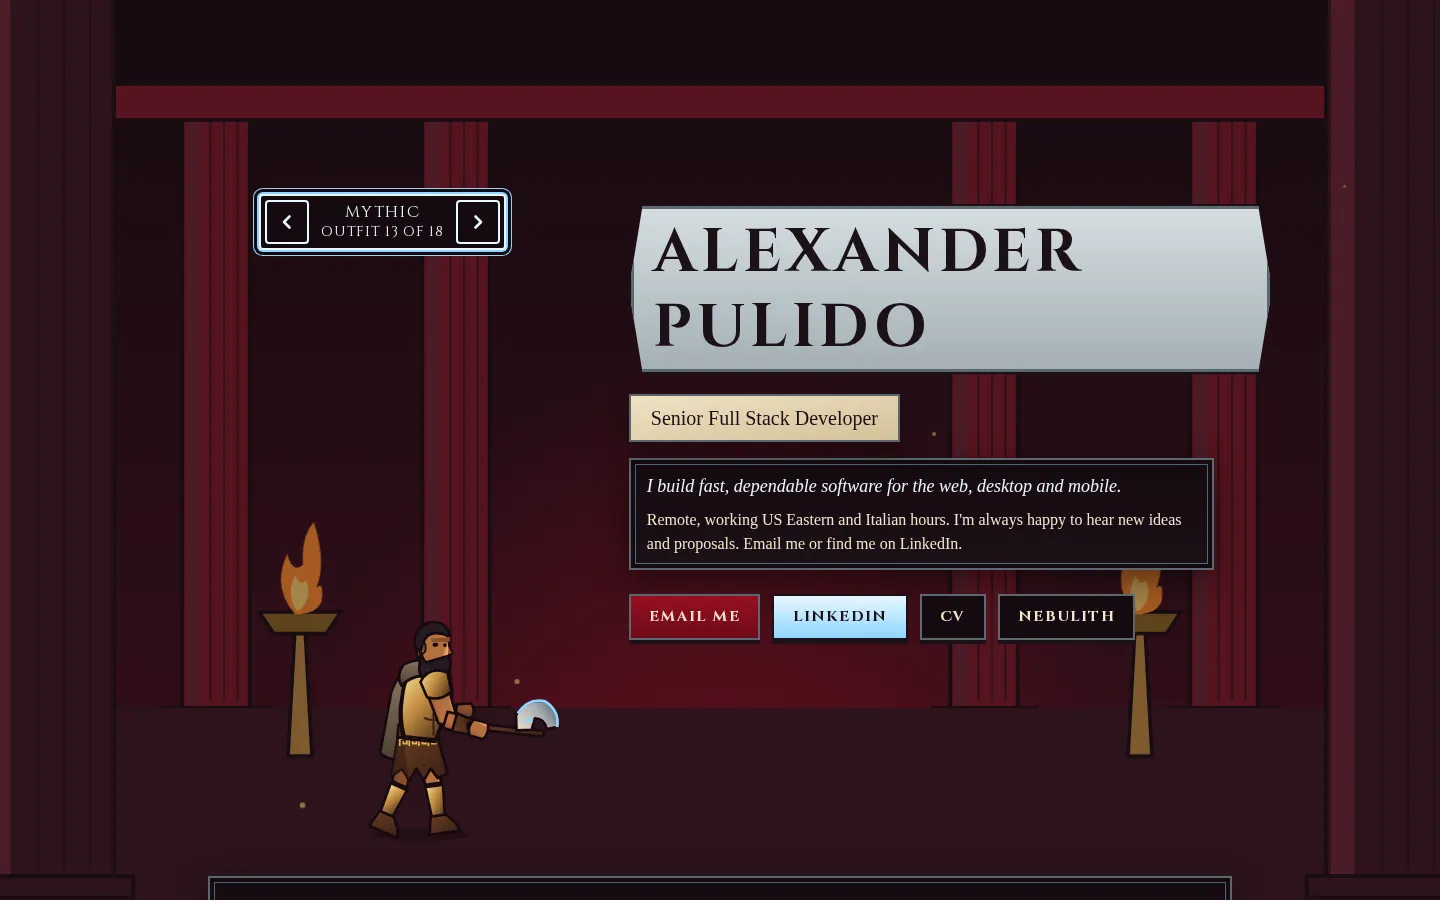 MYTHIC
OUTFIT 13 OF 18
ALEXANDER
PULIDO
Senior Full Stack Developer
I build fast, dependable software for the web, desktop and mobile.
Remote, working US Eastern and Italian hours. I'm always happy to hear new ideas
and proposals. Email me or find me on LinkedIn.
EMAIL ME
LINKEDIN
CV
NEBULITH